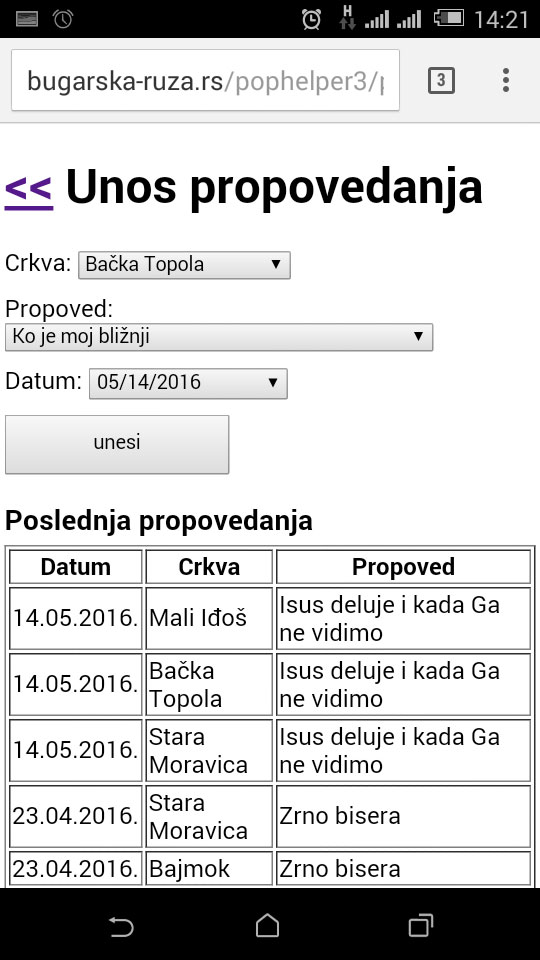 H
14:21
bugarska-ruza.rs/pophelper3/
3
<< Unos propovedanja
Crkva: Bačka Topola
Propoved:
Ko je moj bližnji
Datum: 05/14/2016
unesi
Poslednja propovedanja
Datum Crkva Propoved
14.05.2016. Mali Iđoš Isus deluje i kada Ga
ne vidimo
14.05.2016. Bačka Isus deluje i kada Ga
Topola ne vidimo
14.05.2016. Stara Isus deluje i kada Ga
Moravica ne vidimo
23.04.2016. Stara Zrno bisera
Moravica
23.04.2016. Bajmok Zrno bisera